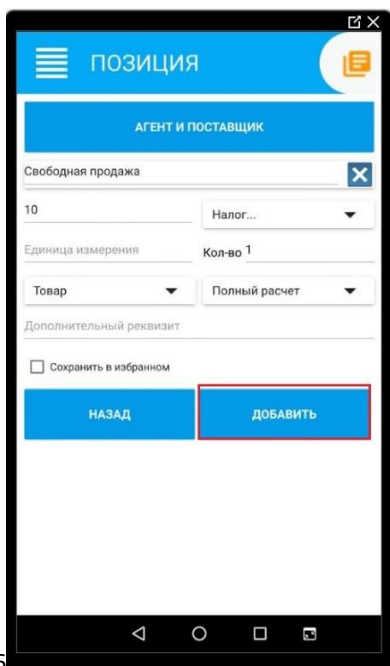 ПОЗИЦИЯ
АГЕНТ И ПОСТАВЩИК
Свободная продажа
10 Налог...
Единица измерения Кол-во 1
Товар Полный расчет
Дополнительный реквизит
Сохранить в избранном
НАЗАД ДОБАВИТЬ